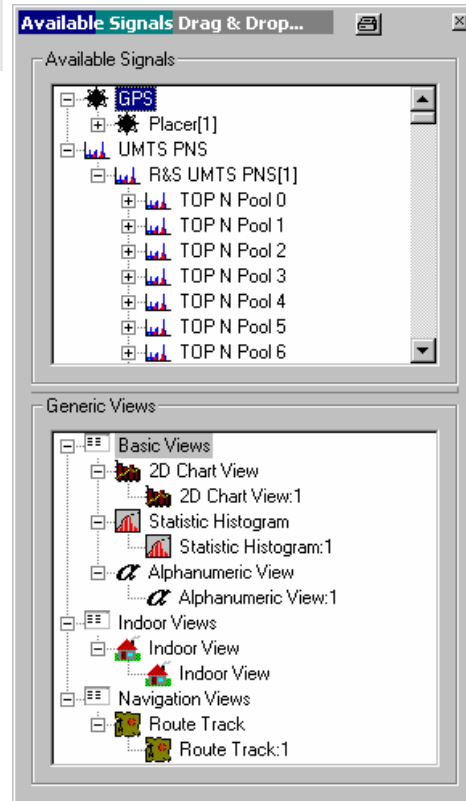 Available Signals Drag & Drop...
Available Signals
GPS
Placer[1]
UMTS PNS
R&S UMTS PNS[1]
TOP N Pool 0
TOP N Pool 1
TOP N Pool 2
TOP N Pool 3
TOP N Pool 4
TOP N Pool 5
TOP N Pool 6
Generic Views
Basic Views
2D Chart View
2D Chart View:1
Statistic Histogram
Statistic Histogram:1
Alphanumeric View
Alphanumeric View:1
Indoor Views
Indoor View
Indoor View
Navigation Views
Route Track
Route Track:1